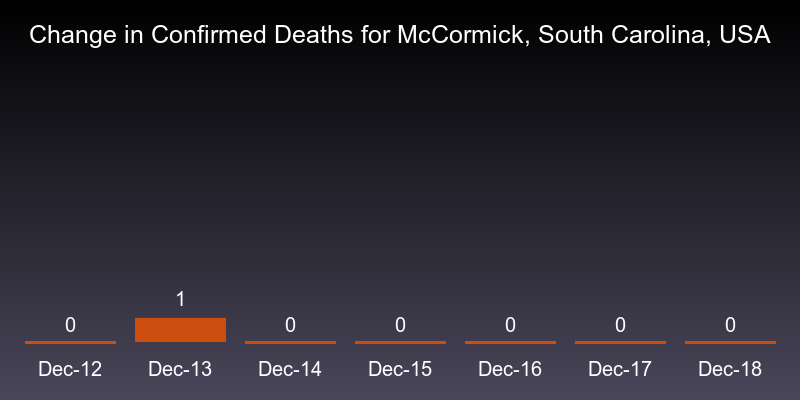 Change in Confirmed Deaths for McCormick, South Carolina, USA
1
0 0 0 0 0 0
Dec-12 Dec-13 Dec-14 Dec-15 Dec-16 Dec-17 Dec-18